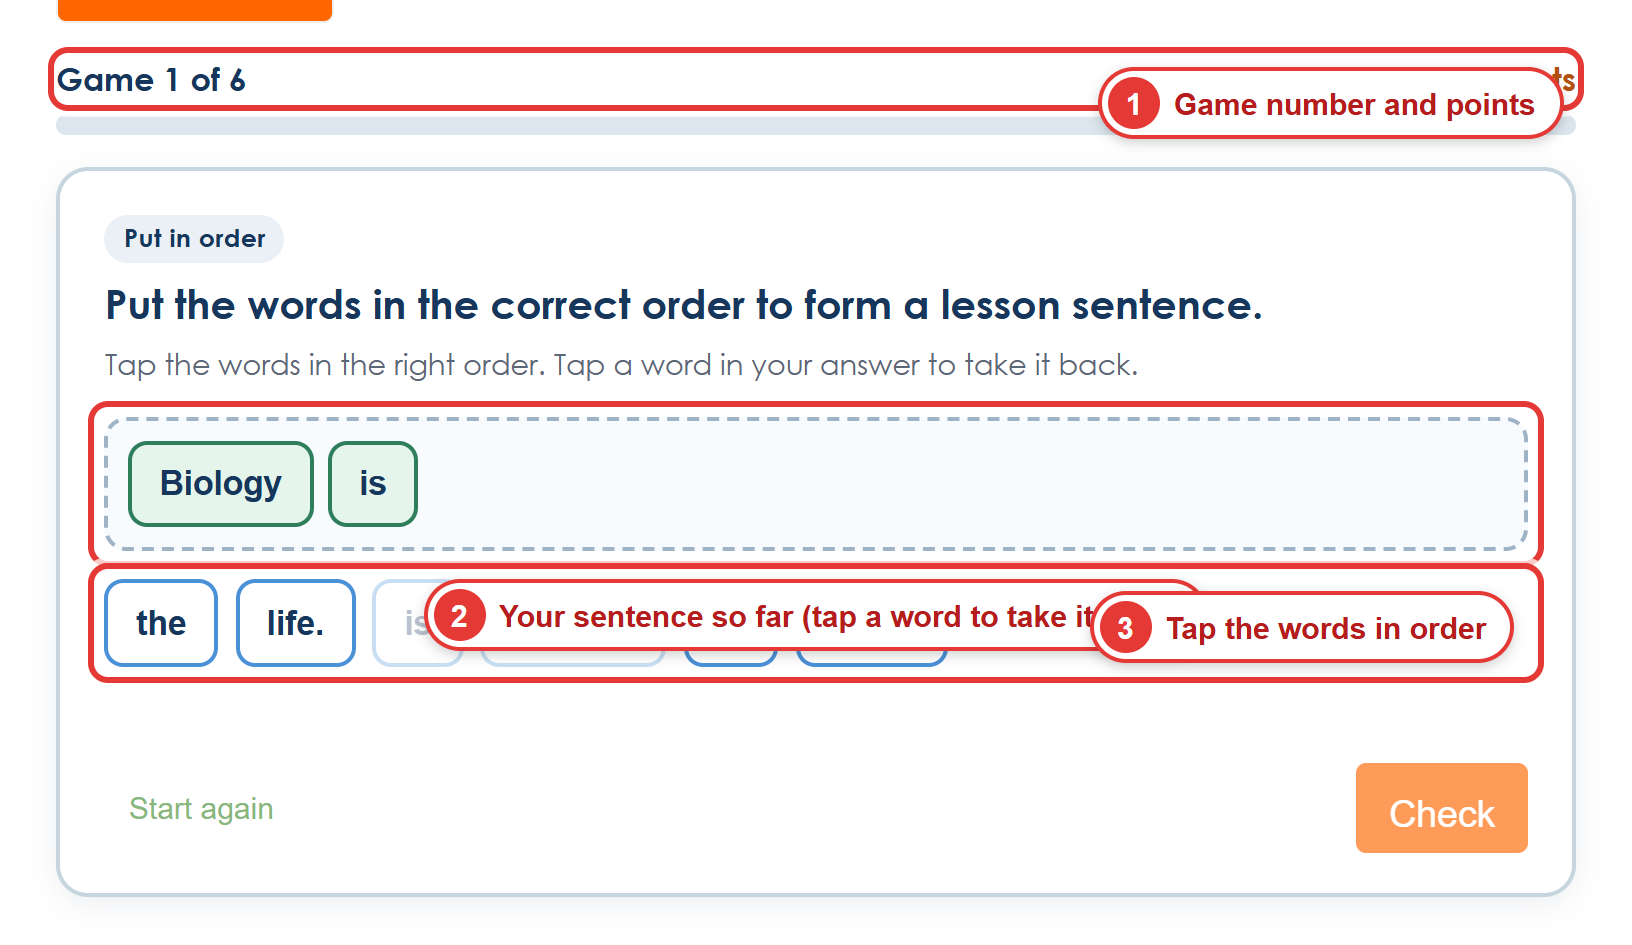 Game 1 of 6
1 Game number and points
Put in order
Put the words in the correct order to form a lesson sentence.
Tap the words in the right order. Tap a word in your answer to take it back.
Biology is
the life.
2 Your sentence so far (tap a word to take it
3 Tap the words in order
Start again
Check